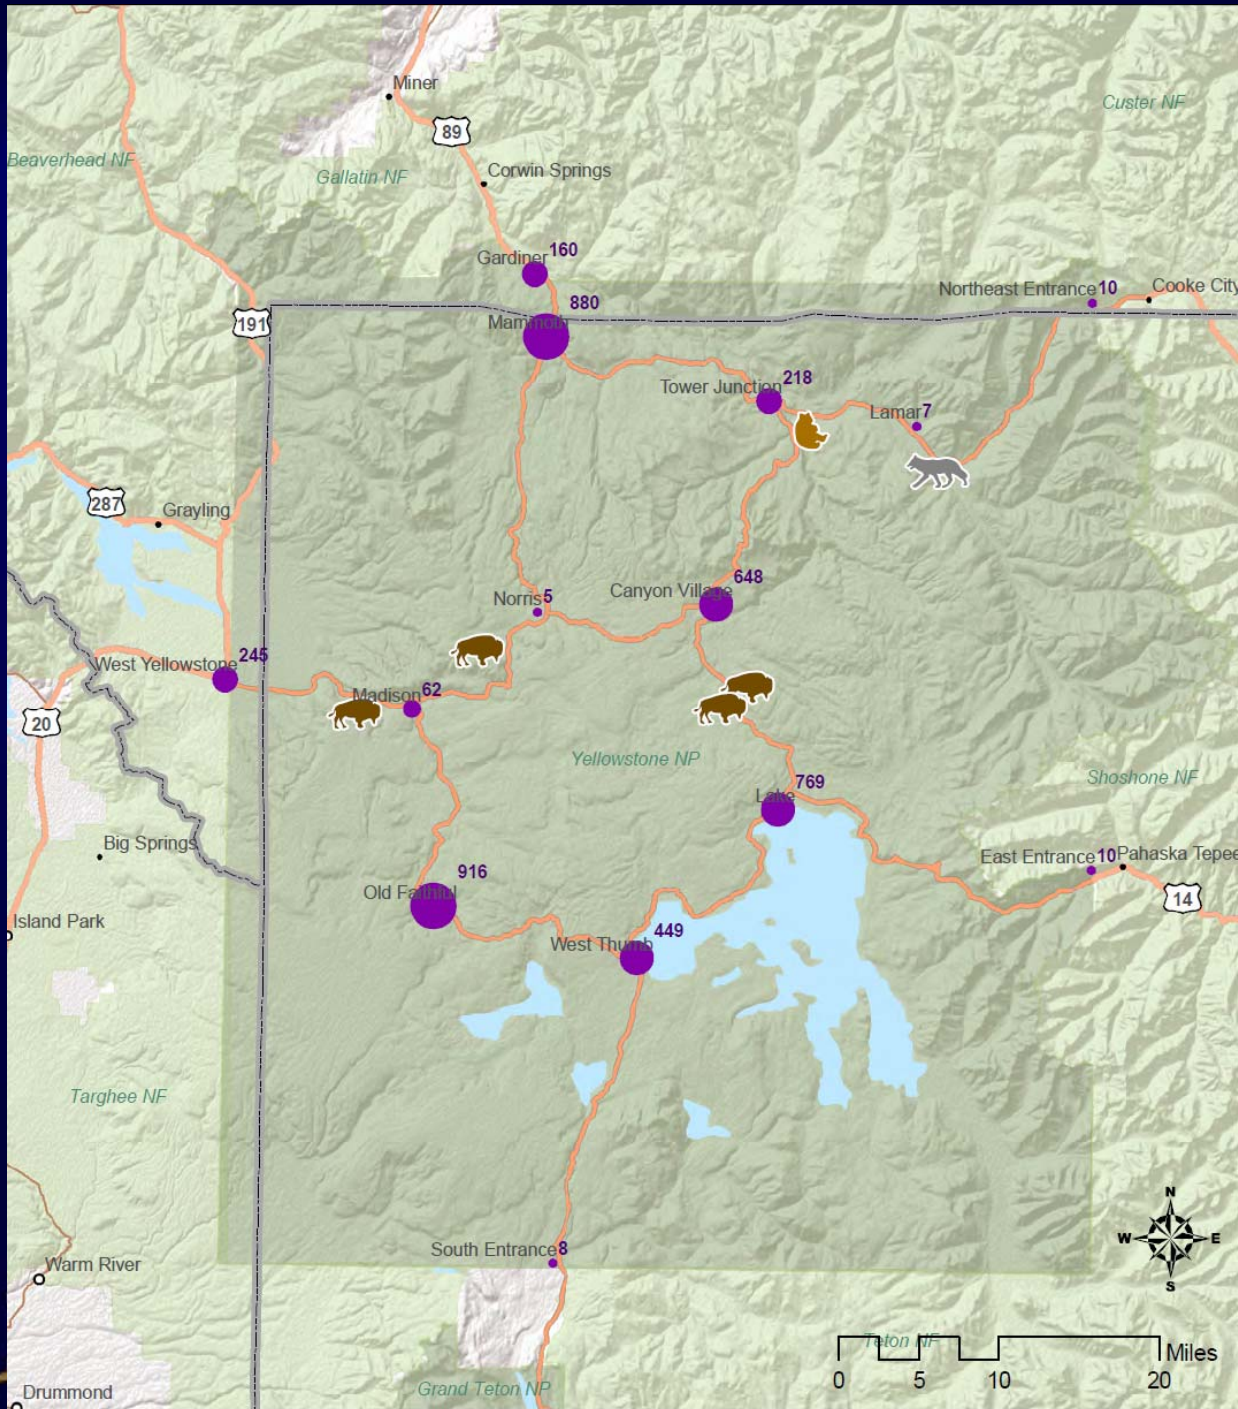 Miner
Custer NF
89
Beaverhead NF
Gallatin NF
Corwin Springs
160
Gardiner
Northeast Entrance 10
Cooke City
880
Mammoth
191
Tower Junction
218
Lamar 7
287
Grayling
Canyon Village
648
Norris 5
West Yellowstone
245
Madison 62
20
Yellowstone NP
Shoshone NF
769
Lake
Big Springs
East Entrance 10
Pahaska Tepee
916
Old Faithful
14
Island Park
449
West Thumb
Targhee NF
N
W E
S
South Entrance 8
Warm River
Teton NF
Miles
0 5 10 20
Grand Teton NP
Drummond